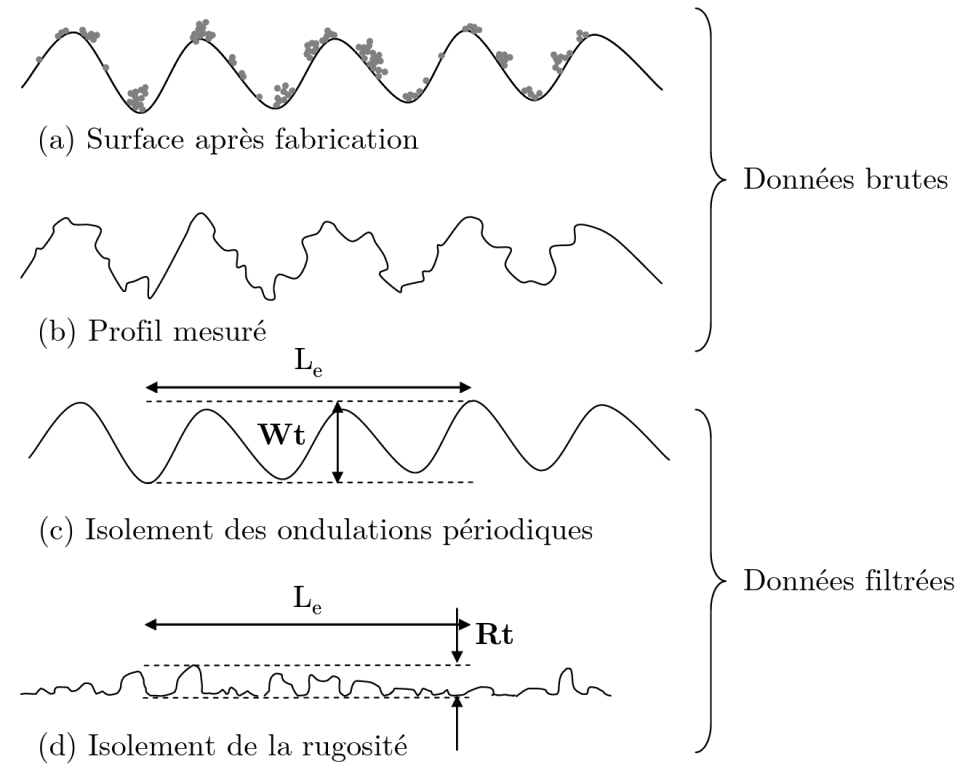 (a) Surface après fabrication
Données brutes
(b) Profil mesuré
Le
Wt
(c) Isolement des ondulations périodiques
Données filtrées
Le
Rt
(d) Isolement de la rugosité